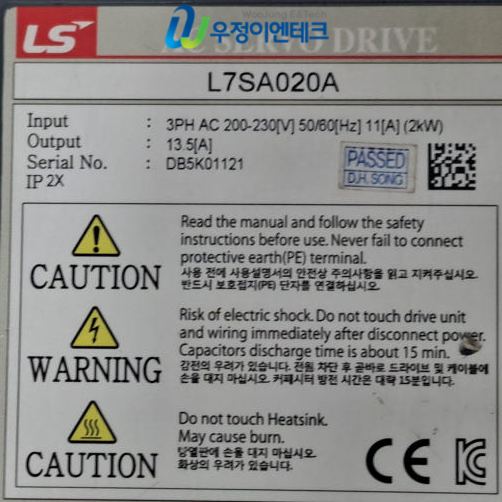 LS
WooJung En&Tech
우정이엔테크
AC SERVO DRIVE
L7SA020A
Input : 3PH AC 200-230[V] 50/60[Hz] 11[A] (2kW)
Output : 13.5[A]
Serial No. : DB5K01121
IP 2X
PASSED
D.H. SONG
Read the manual and follow the safety
instructions before use. Never fail to connect
protective earth(PE) terminal.
사용 전에 사용설명서의 안전상 주의사항을 읽고 지켜주십시오.
반드시 보호접지(PE) 단자를 연결하십시오.
CAUTION
Risk of electric shock. Do not touch drive unit
and wiring immediately after disconnect power.
Capacitors discharge time is about 15 min.
감전의 우려가 있습니다. 전원 차단 후 곧바로 드라이브 및 케이블에
손을 대지 마십시오. 커패시터 방전 시간은 대략 15분입니다.
WARNING
Do not touch Heatsink.
May cause burn.
방열판에 손을 대지 마십시오.
화상의 우려가 있습니다.
CAUTION
CE